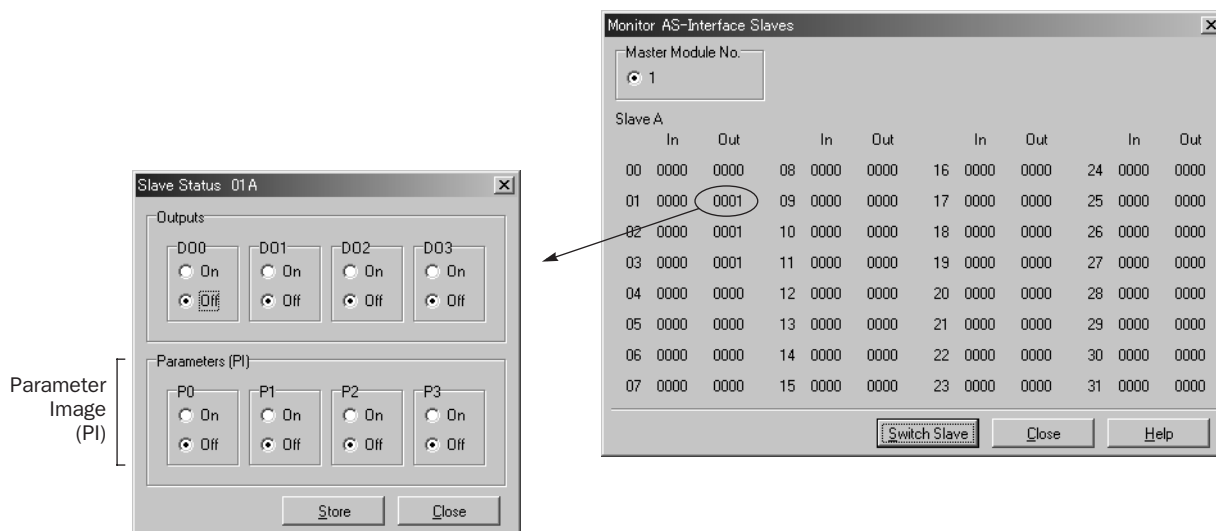 Monitor AS-Interface Slaves
Master Module No.
1
Slave A
In Out In Out In Out In Out
00 0000 0000 08 0000 0000 16 0000 0000 24 0000 0000
01 0000 0001 09 0000 0000 17 0000 0000 25 0000 0000
02 0000 0001 10 0000 0000 18 0000 0000 26 0000 0000
03 0000 0001 11 0000 0000 19 0000 0000 27 0000 0000
04 0000 0000 12 0000 0000 20 0000 0000 28 0000 0000
05 0000 0000 13 0000 0000 21 0000 0000 29 0000 0000
06 0000 0000 14 0000 0000 22 0000 0000 30 0000 0000
07 0000 0000 15 0000 0000 23 0000 0000 31 0000 0000
Switch Slave Close Help
Slave Status 01A
Outputs
DO0 DO1 DO2 DO3
On On On On
Off Off Off Off
Parameters (PI)
P0 P1 P2 P3
On On On On
Off Off Off Off
Store Close
Parameter
Image
(PI)